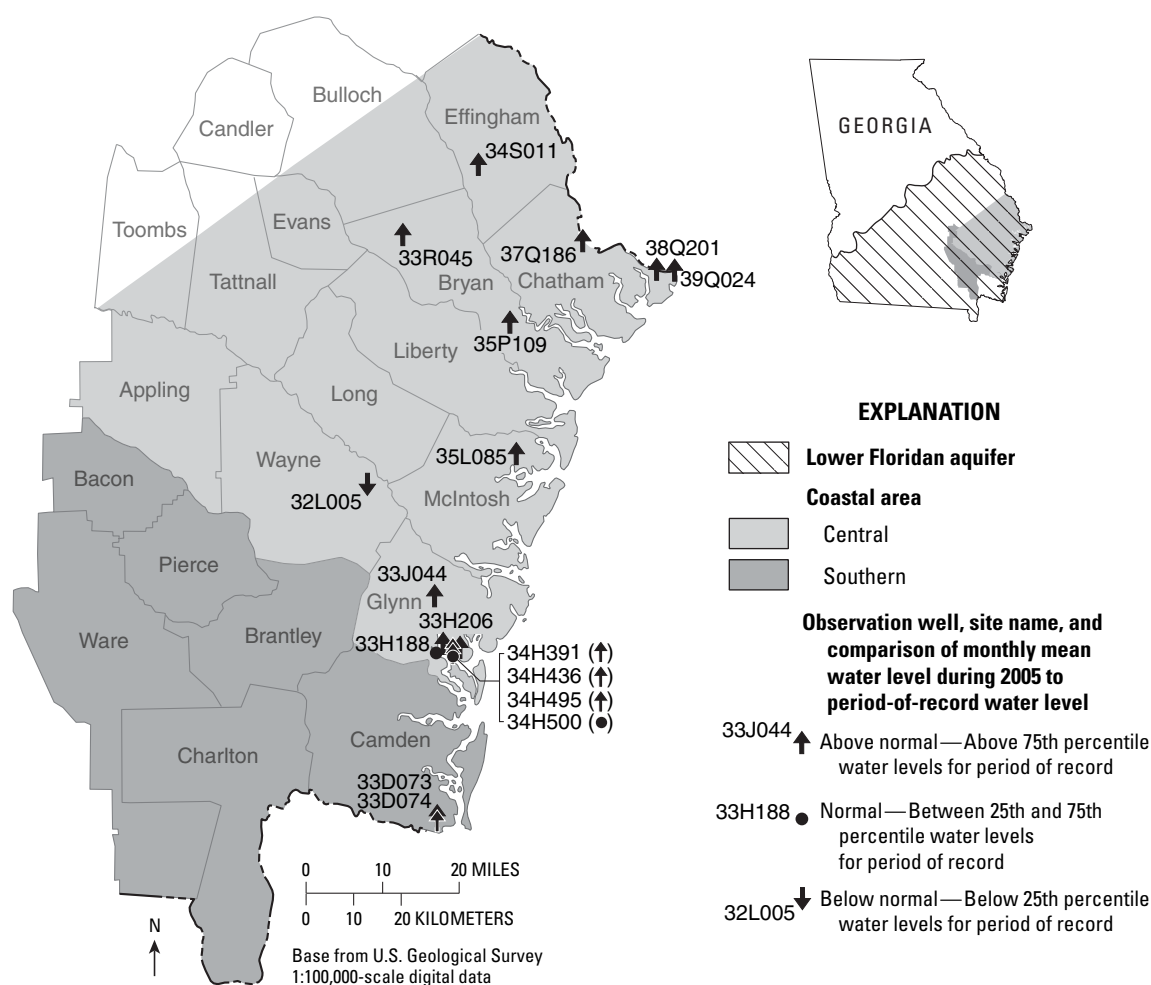 Bulloch
Candler
Effingham
34S011
Toombs
Evans
33R045
37Q186
38Q201
39Q024
Tattnall
Bryan
Chatham
35P109
Liberty
Appling
Long
Wayne
35L085
32L005
McIntosh
Bacon
Pierce
33J044
Glynn
33H206
33H188
Ware
Brantley
34H391 (↑)
34H436 (↑)
34H495 (↑)
34H500 (●)
Charlton
Camden
33D073
33D074
0 10 20 MILES
0 10 20 KILOMETERS
N
Base from U.S. Geological Survey
1:100,000-scale digital data
GEORGIA
EXPLANATION
Lower Floridan aquifer
Coastal area
Central
Southern
Observation well, site name, and
comparison of monthly mean
water level during 2005 to
period-of-record water level
33J044
Above normal—Above 75th percentile
water levels for period of record
33H188
Normal—Between 25th and 75th
percentile water levels
for period of record
32L005
Below normal—Below 25th percentile
water levels for period of record